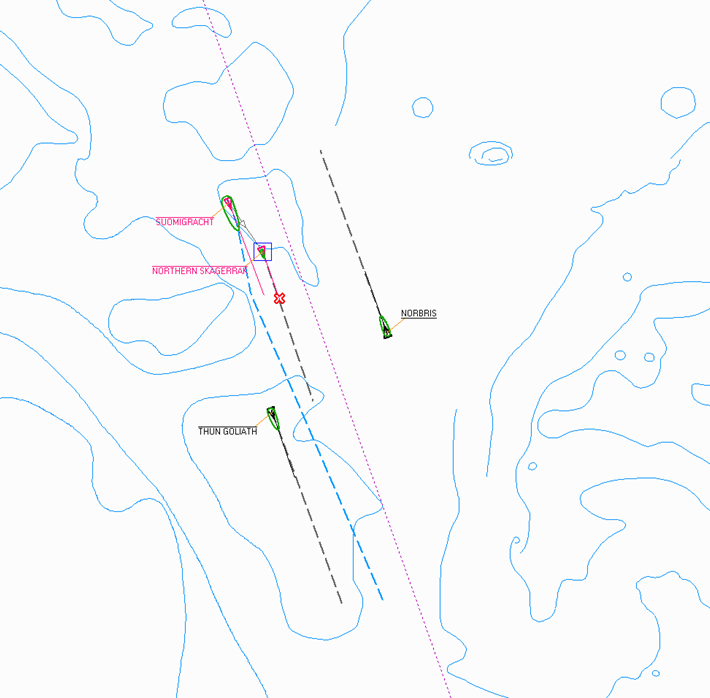 SUOMIGRACHT
NORTHERN SKAGERRAK
NORBRIS
THUN GOLIATH